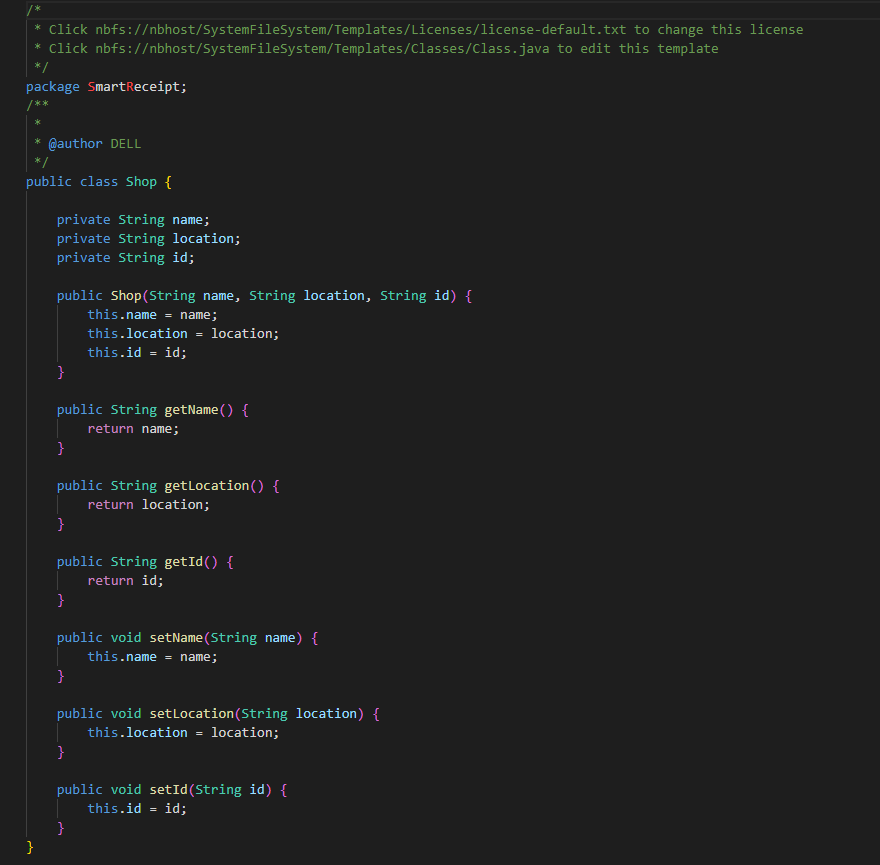 /*
 * Click nbfs://nbhost/SystemFileSystem/Templates/Licenses/license-default.txt to change this license
 * Click nbfs://nbhost/SystemFileSystem/Templates/Classes/Class.java to edit this template
 */
package SmartReceipt;
/**
 *
 * @author DELL
 */
public class Shop {

    private String name;
    private String location;
    private String id;

    public Shop(String name, String location, String id) {
        this.name = name;
        this.location = location;
        this.id = id;
    }

    public String getName() {
        return name;
    }

    public String getLocation() {
        return location;
    }

    public String getId() {
        return id;
    }

    public void setName(String name) {
        this.name = name;
    }

    public void setLocation(String location) {
        this.location = location;
    }

    public void setId(String id) {
        this.id = id;
    }
}